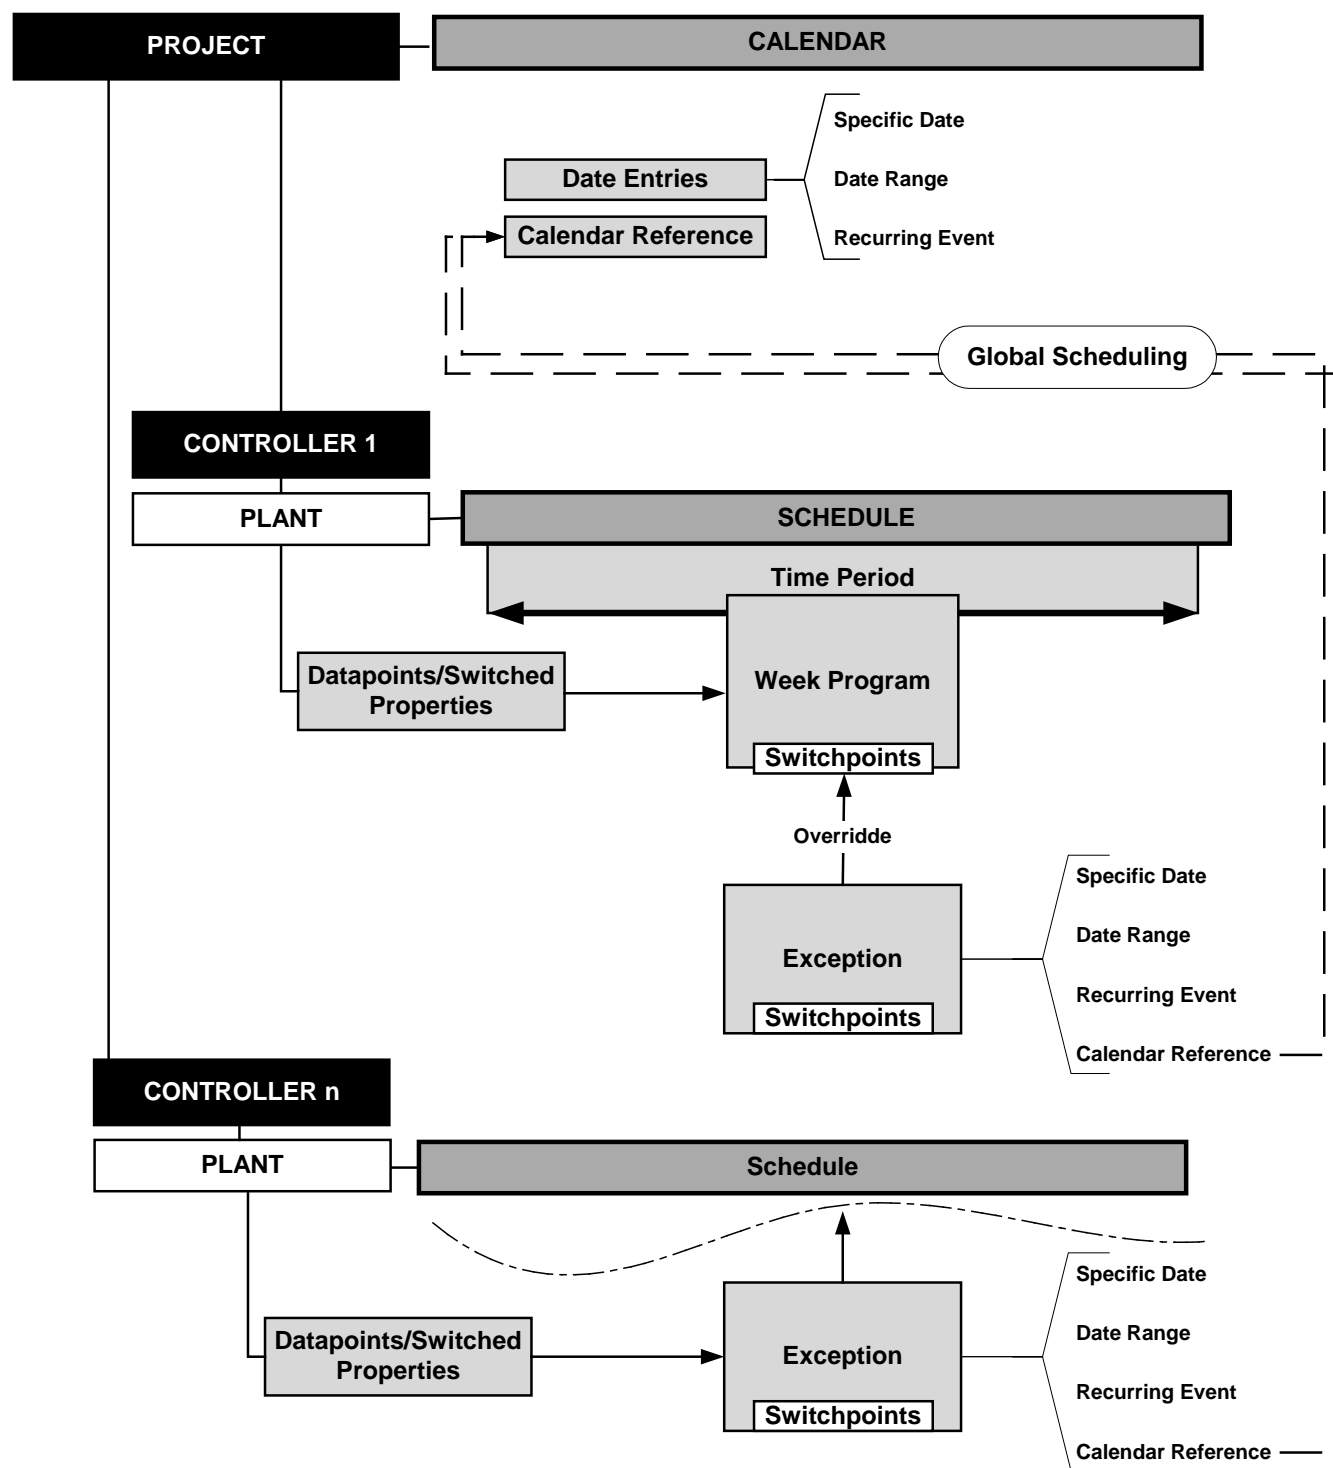 PROJECT
CALENDAR
Specific Date
Date Entries
Date Range
Calendar Reference
Recurring Event
Global Scheduling
CONTROLLER 1
PLANT
SCHEDULE
Time Period
Datapoints/Switched
Properties
Week Program
Switchpoints
Overridde
Specific Date
Date Range
Exception
Recurring Event
Switchpoints
Calendar Reference
CONTROLLER n
PLANT
Schedule
Specific Date
Datapoints/Switched
Properties
Date Range
Exception
Recurring Event
Switchpoints
Calendar Reference